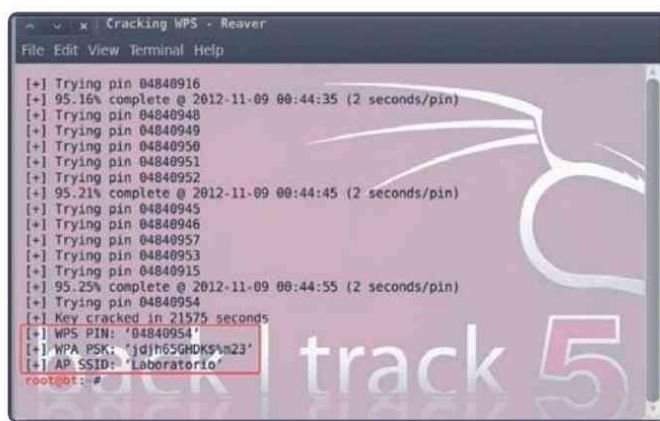 Cracking WPS - Reaver
File Edit View Terminal Help
[+] Trying pin 04840916
[+] 95.16% complete @ 2012-11-09 00:44:35 (2 seconds/pin)
[+] Trying pin 04840948
[+] Trying pin 04840949
[+] Trying pin 04840950
[+] Trying pin 04840951
[+] Trying pin 04840952
[+] 95.21% complete @ 2012-11-09 00:44:45 (2 seconds/pin)
[+] Trying pin 04840945
[+] Trying pin 04840946
[+] Trying pin 04840957
[+] Trying pin 04840953
[+] Trying pin 04840915
[+] 95.25% complete @ 2012-11-09 00:44:55 (2 seconds/pin)
[+] Trying pin 04840954
[+] Key cracked in 21575 seconds
[+] WPS PIN: '04840954'
[+] WPA PSK: 'jdjh65GHDK$%m23'
[+] AP SSID: 'Laboratorio'
root@bt:~#
back | track 5